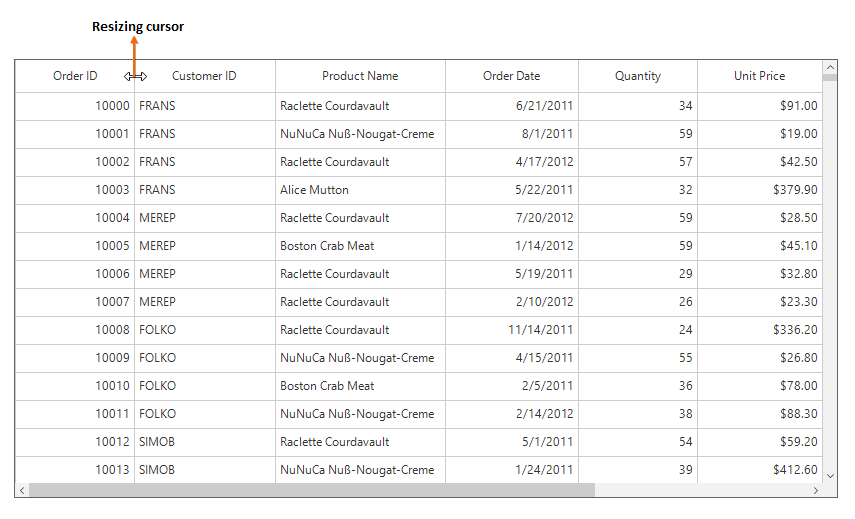 Resizing cursor
Order ID Customer ID Product Name Order Date Quantity Unit Price
10000 FRANS Raclette Courdavault 6/21/2011 34 $91.00
10001 FRANS NuNuCa Nuß-Nougat-Creme 8/1/2011 59 $19.00
10002 FRANS Raclette Courdavault 4/17/2012 57 $42.50
10003 FRANS Alice Mutton 5/22/2011 32 $379.90
10004 MEREP Raclette Courdavault 7/20/2012 59 $28.50
10005 MEREP Boston Crab Meat 1/14/2012 59 $45.10
10006 MEREP Raclette Courdavault 5/19/2011 29 $32.80
10007 MEREP Raclette Courdavault 2/10/2012 26 $23.30
10008 FOLKO Raclette Courdavault 11/14/2011 24 $336.20
10009 FOLKO NuNuCa Nuß-Nougat-Creme 4/15/2011 55 $26.80
10010 FOLKO Boston Crab Meat 2/5/2011 36 $78.00
10011 FOLKO NuNuCa Nuß-Nougat-Creme 2/14/2012 38 $88.30
10012 SIMOB Raclette Courdavault 5/1/2011 54 $59.20
10013 SIMOB NuNuCa Nuß-Nougat-Creme 1/24/2011 39 $412.60